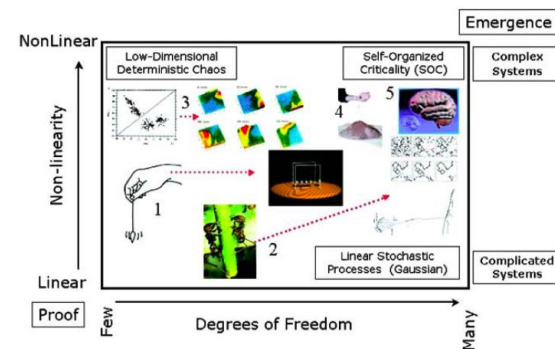 Emergence
NonLinear
Low-Dimensional
Deterministic Chaos
Self-Organized
Criticality (SOC)
Complex
Systems
3
4
5
Non-linearity
1
2
Linear Stochastic
Processes (Gaussian)
Complicated
Systems
Linear
Proof
Few
Degrees of Freedom
Many